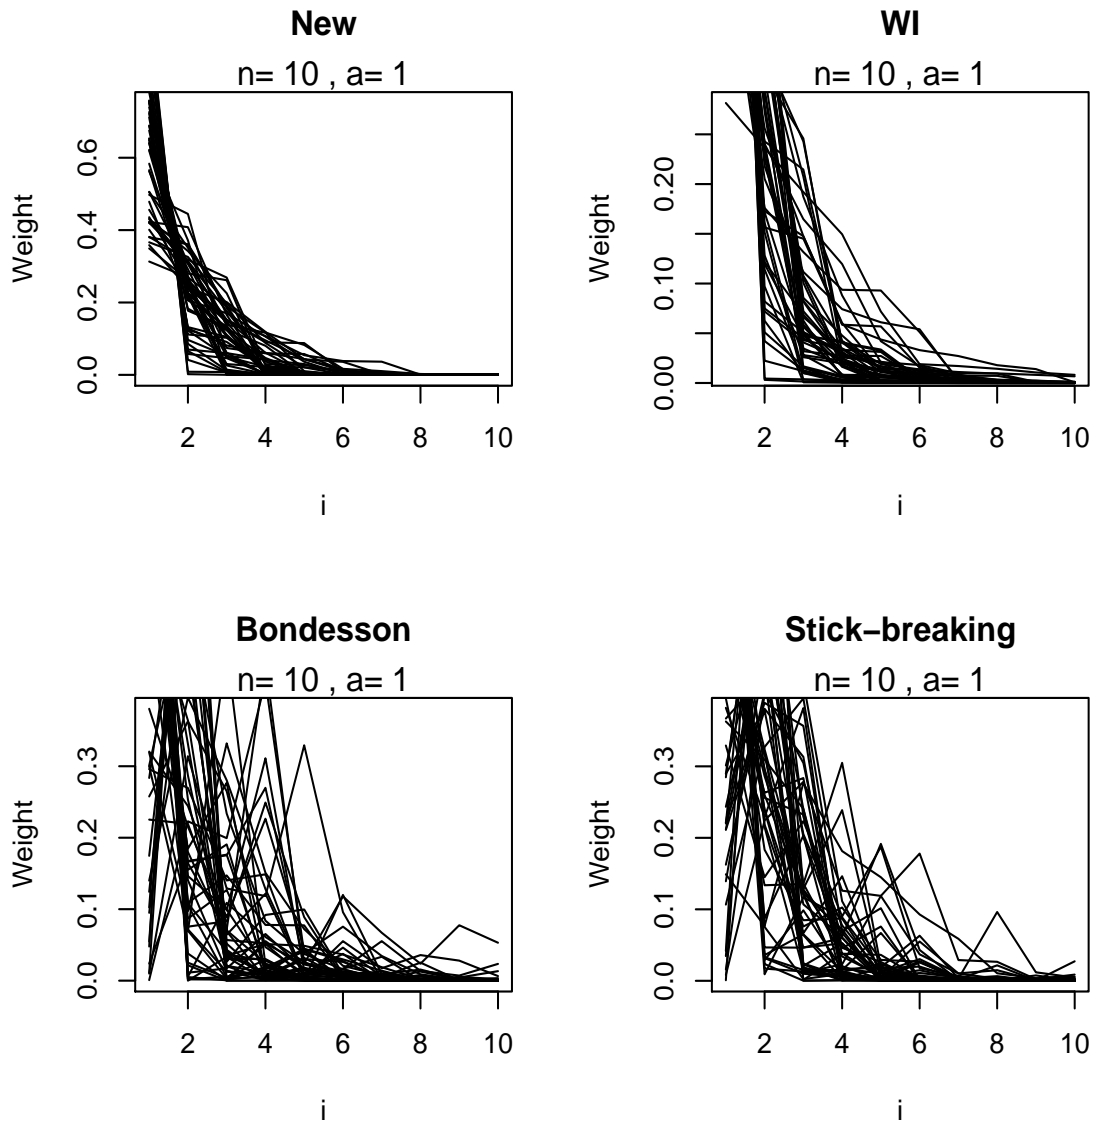 New
n= 10 , a= 1
Weight
0.0 0.2 0.4 0.6
2 4 6 8 10
i
WI
n= 10 , a= 1
Weight
0.00 0.10 0.20
2 4 6 8 10
i
Bondesson
n= 10 , a= 1
Weight
0.0 0.1 0.2 0.3
2 4 6 8 10
i
Stick−breaking
n= 10 , a= 1
Weight
0.0 0.1 0.2 0.3
2 4 6 8 10
i